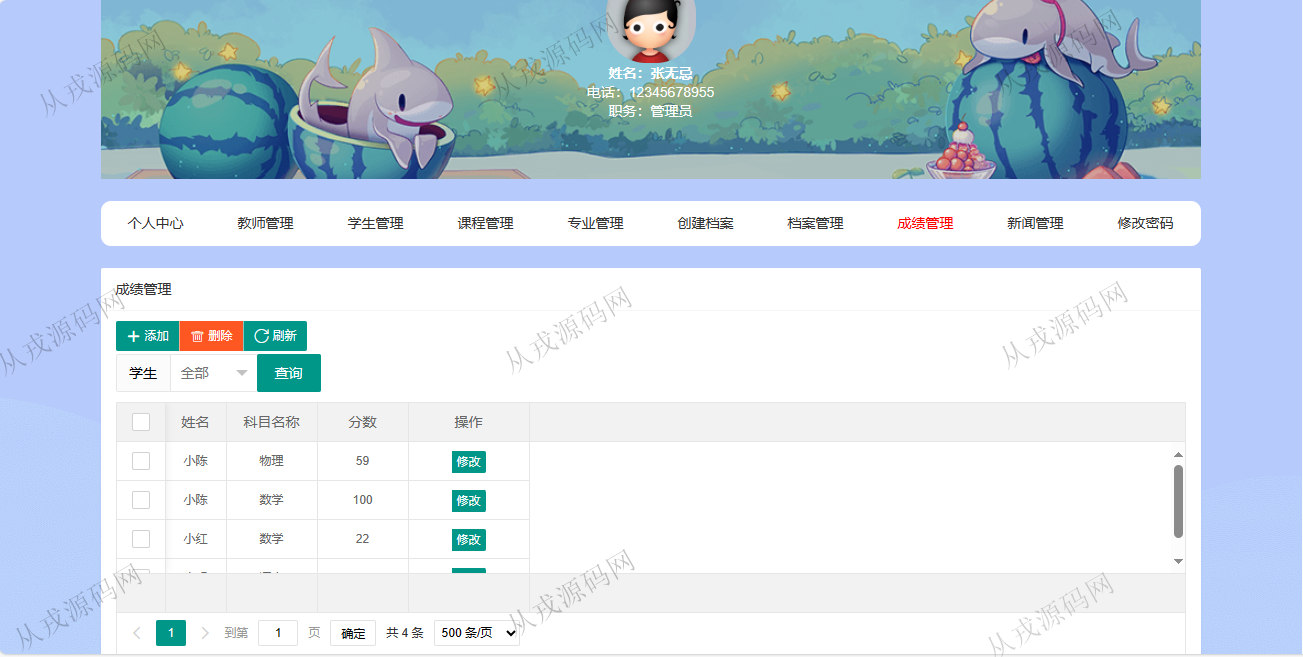 姓名：张无忌
电话：12345678955
职务：管理员
个人中心 教师管理 学生管理 课程管理 专业管理 创建档案 档案管理 成绩管理 新闻管理 修改密码
成绩管理
添加 删除 刷新
学生 全部 查询
姓名 科目名称 分数 操作
小陈 物理 59 修改
小陈 数学 100 修改
小红 数学 22 修改
1 到第 1 页 确定 共 4 条 500 条/页
从戎源码网
从戎源码网
从戎源码网
从戎源码网
从戎源码网
从戎源码网
从戎源码网
从戎源码网
从戎源码网